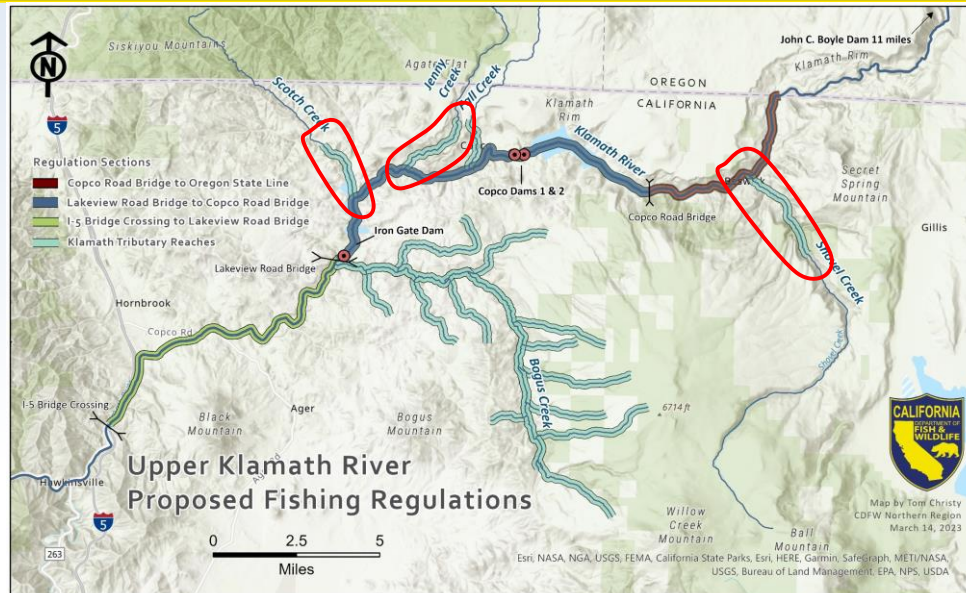 John C. Boyle Dam 11 miles
Siskiyou Mountains
Agate Flat
Klamath Rim
N
Jenny
Creek
Fall Creek
OREGON
CALIFORNIA
Scotch Creek
5
Klamath
Rim
Klamath River
Regulation Sections
Copco Road Bridge to Oregon State Line
Lakeview Road Bridge to Copco Road Bridge
I-5 Bridge Crossing to Lakeview Road Bridge
Klamath Tributary Reaches
Copco Dams 1 & 2
Secret
Spring
Mountain
Copco Road Bridge
Gillis
Iron Gate Dam
Lakeview Road Bridge
Shovel Creek
Hornbrook
Copco Rd
Shovel Creek
Bogus Creek
I-5 Bridge Crossing
Black
Mountain
Ager
Bogus
Mountain
6714 ft
CALIFORNIA
DEPARTMENT OF
FISH &
WILDLIFE
Upper Klamath River
Proposed Fishing Regulations
Hawkinsville
5
263
0 2.5 5
Miles
Willow
Creek
Mountain
Ball
Mountain
Map by Tom Christy
CDFW Northern Region
March 14, 2023
Esri, NASA, NGA, USGS, FEMA, California State Parks, Esri, HERE, Garmin, SafeGraph, METI/NASA,
USGS, Bureau of Land Management, EPA, NPS, USDA